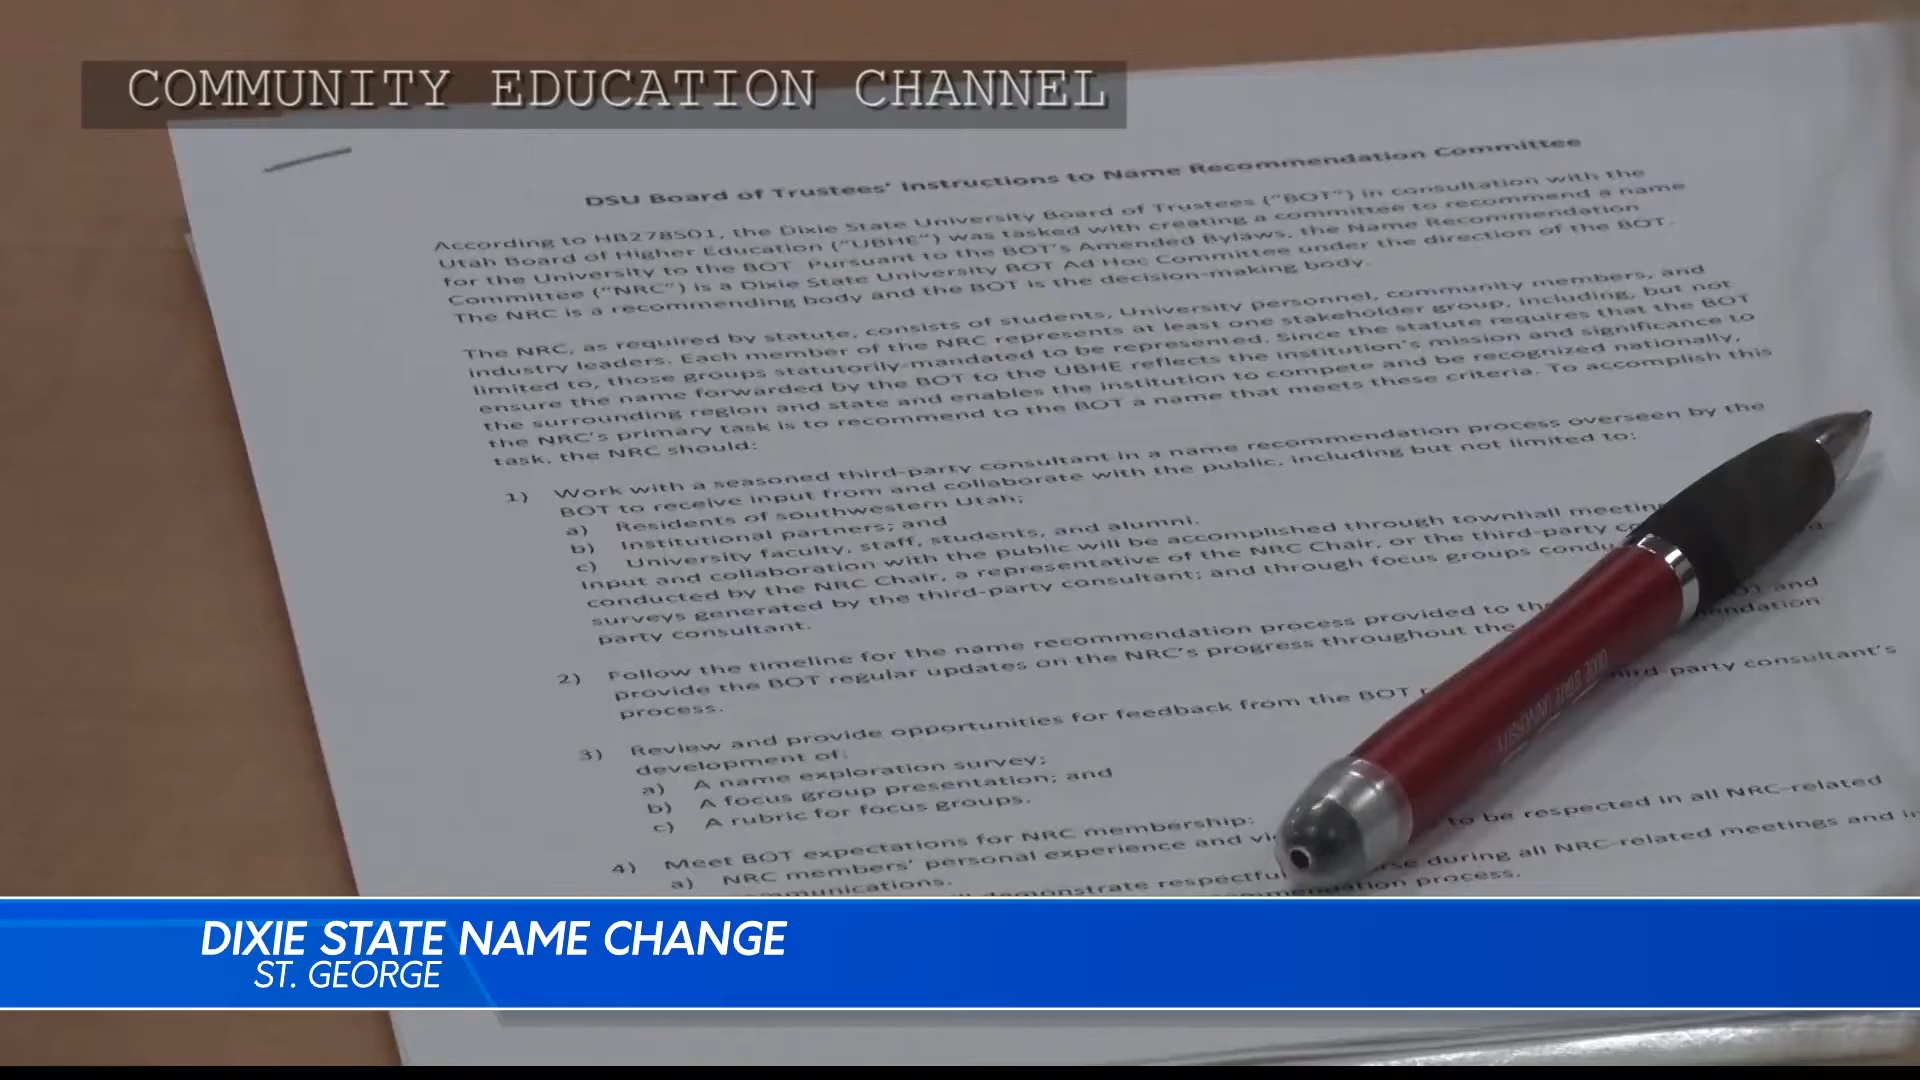 COMMUNITY EDUCATION CHANNEL
DSU Board of Trustees' Instructions to Name Recommendation Committee
According to HB278S01, the Dixie State University Board of Trustees ("BOT") in consultation with the
Utah Board of Higher Education ("UBHE") was tasked with creating a committee to recommend a name
for the University to the BOT Pursuant to the BOT's Amended Bylaws, the Name Recommendation
Committee ("NRC") is a Dixie State University BOT Ad Hoc Committee under the direction of the BOT.
The NRC is a recommending body and the BOT is the decision-making body.
The NRC, as required by statute, consists of students, University personnel, community members, and
industry leaders. Each member of the NRC represents at least one stakeholder group, including, but not
limited to, those groups statutorily-mandated to be represented. Since the statute requires that the BOT
ensure the name forwarded by the BOT to the UBHE reflects the institution's mission and significance to
the surrounding region and state and enables the institution to compete and be recognized nationally,
the NRC's primary task is to recommend to the BOT a name that meets these criteria. To accomplish this
task, the NRC should:
1) Work with a seasoned third-party consultant in a name recommendation process overseen by the
BOT to receive input from and collaborate with the public, including but not limited to:
a) Residents of southwestern Utah;
b) Institutional partners; and
c) University faculty, staff, students, and alumni.
Input and collaboration with the public will be accomplished through townhall meeting
conducted by the NRC Chair, a representative of the NRC Chair, or the third-party
surveys generated by the third-party consultant; and through focus groups
party consultant.
2) Follow the timeline for the name recommendation process provided to and
provide the BOT regular updates on the NRC's progress throughout the
process.
3) Review and provide opportunities for feedback from the BOT party consultant's
development of:
a) A name exploration survey;
b) A focus group presentation; and
c) A rubric for focus groups.
4) Meet BOT expectations for NRC membership:
a) NRC members' personal experience and to be respected in all NRC-related
communications.
demonstrate respectful during all NRC-related meetings and in
process.
DIXIE STATE NAME CHANGE
ST. GEORGE